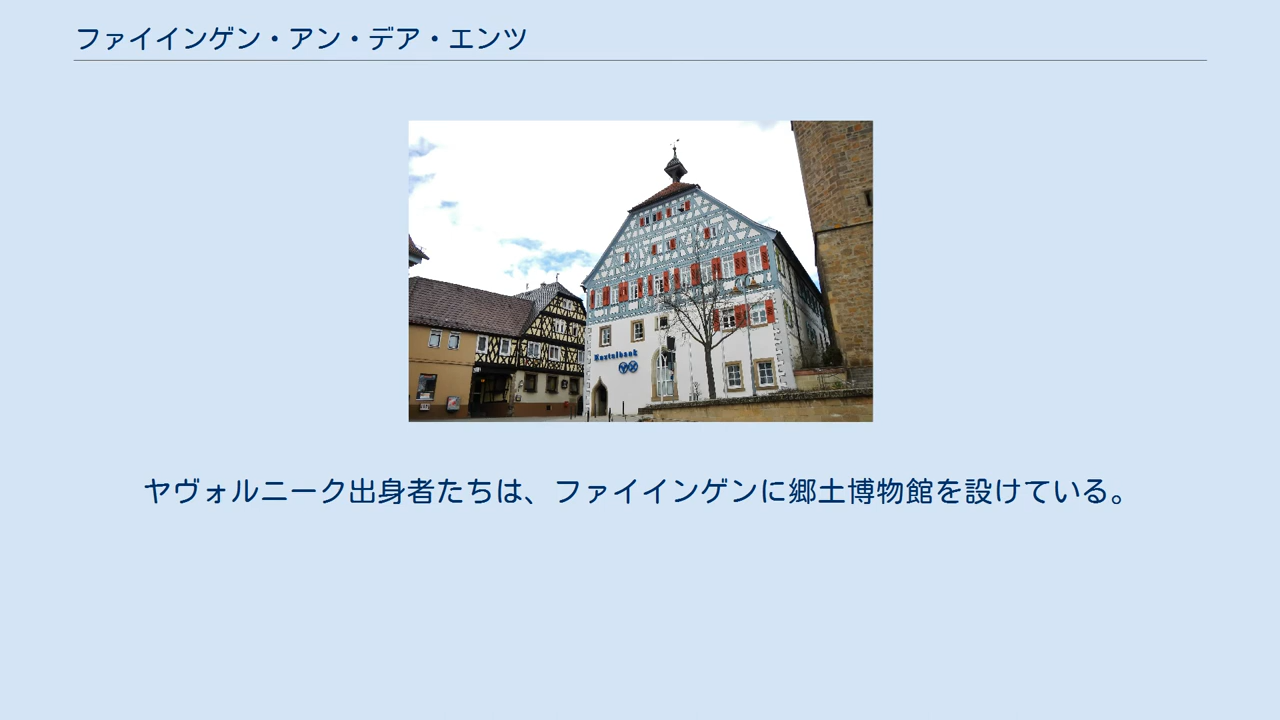 ファイインゲン・アン・デア・エンツ
ヤヴォルニーク出身者たちは、ファイインゲンに郷土博物館を設けている。